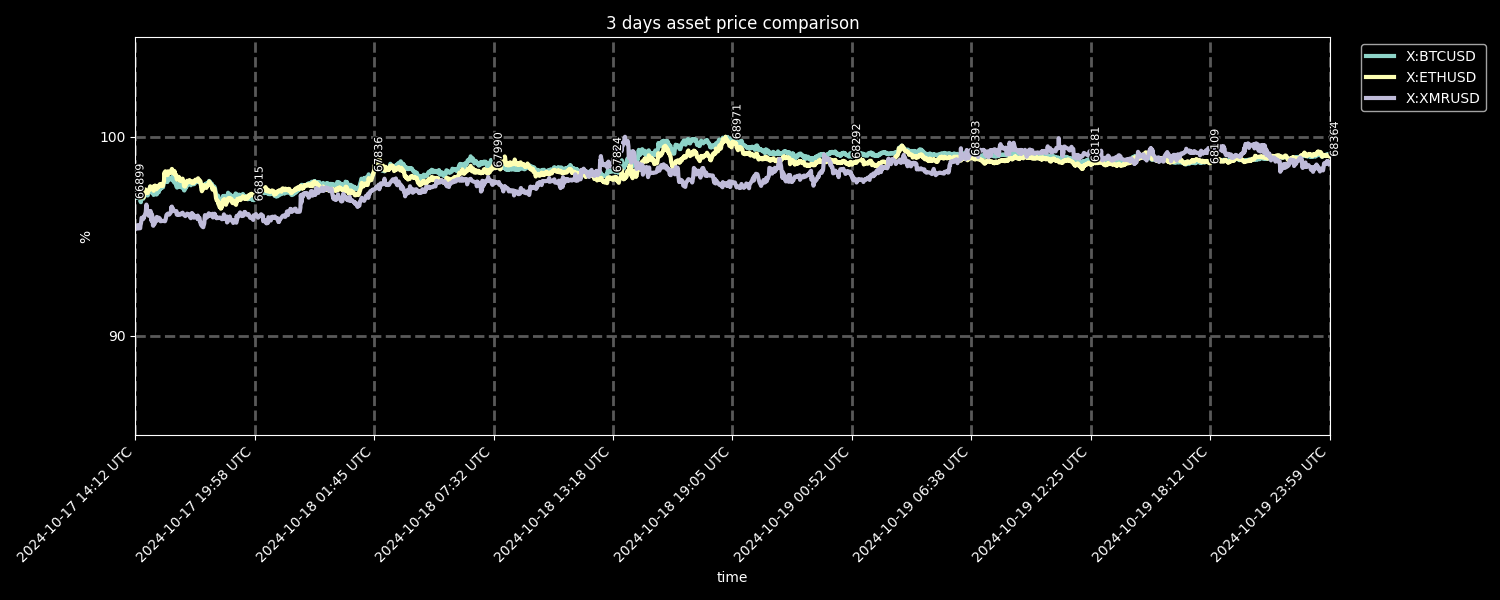 3 days asset price comparison
X:BTCUSD
X:ETHUSD
X:XMRUSD
100
90
%
66899
66815
67836
67990
67824
68971
68292
68393
68181
68109
68364
2024-10-17 14:12 UTC
2024-10-17 19:58 UTC
2024-10-18 01:45 UTC
2024-10-18 07:32 UTC
2024-10-18 13:18 UTC
2024-10-18 19:05 UTC
2024-10-19 00:52 UTC
2024-10-19 06:38 UTC
2024-10-19 12:25 UTC
2024-10-19 18:12 UTC
2024-10-19 23:59 UTC
time